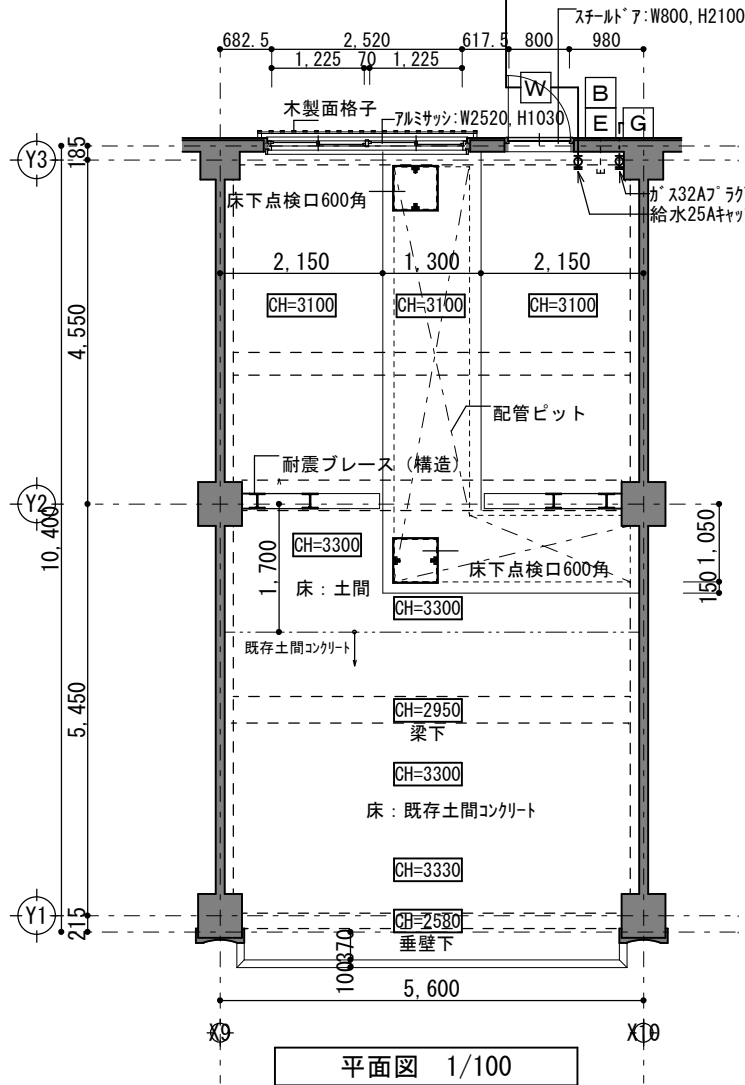 スチールドア:W800, H2100
682.5 2,520 617.5 800 980
1,225 70 1,225
木製面格子
アルミサッシ:W2520, H1030
W B
E G
Y3
185
E
ガス32Aプラグ
給水25Aキャッ
床下点検口600角
2,150 1,300 2,150
CH=3100 CH=3100 CH=3100
4,550
配管ピット
耐震ブレース（構造）
Y2
10,400
CH=3300
1,700
床：土間
床下点検口600角
1,050
150
CH=3300
既存土間コンクリート
5,450
CH=2950
梁下
CH=3300
床：既存土間コンクリート
CH=3330
Y1
215
CH=2580
垂壁下
370
100
5,600
X9 X10
平面図 1/100